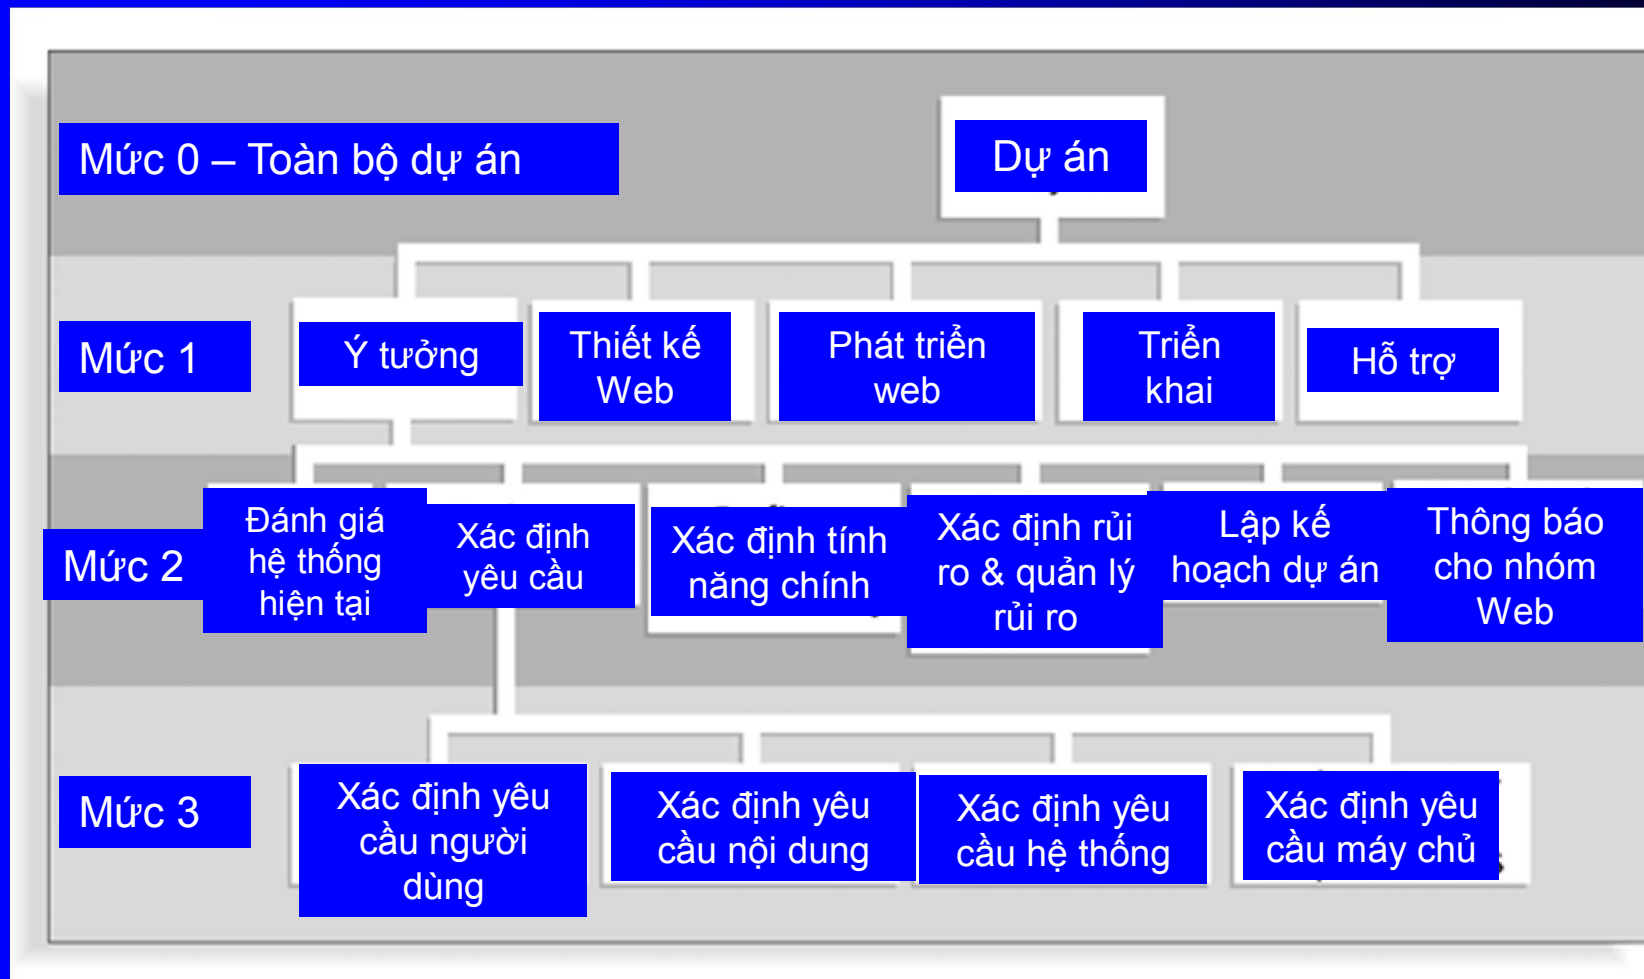 Mức 0 – Toàn bộ dự án
Dự án
Mức 1
Ý tưởng
Thiết kế
Web
Phát triển
web
Triển
khai
Hỗ trợ
Mức 2
Đánh giá
hệ thống
hiện tại
Xác định
yêu cầu
Xác định tính
năng chính
Xác định rủi
ro & quản lý
rủi ro
Lập kế
hoạch dự án
Thông báo
cho nhóm
Web
Mức 3
Xác định yêu
cầu người
dùng
Xác định yêu
cầu nội dung
Xác định yêu
cầu hệ thống
Xác định yêu
cầu máy chủ